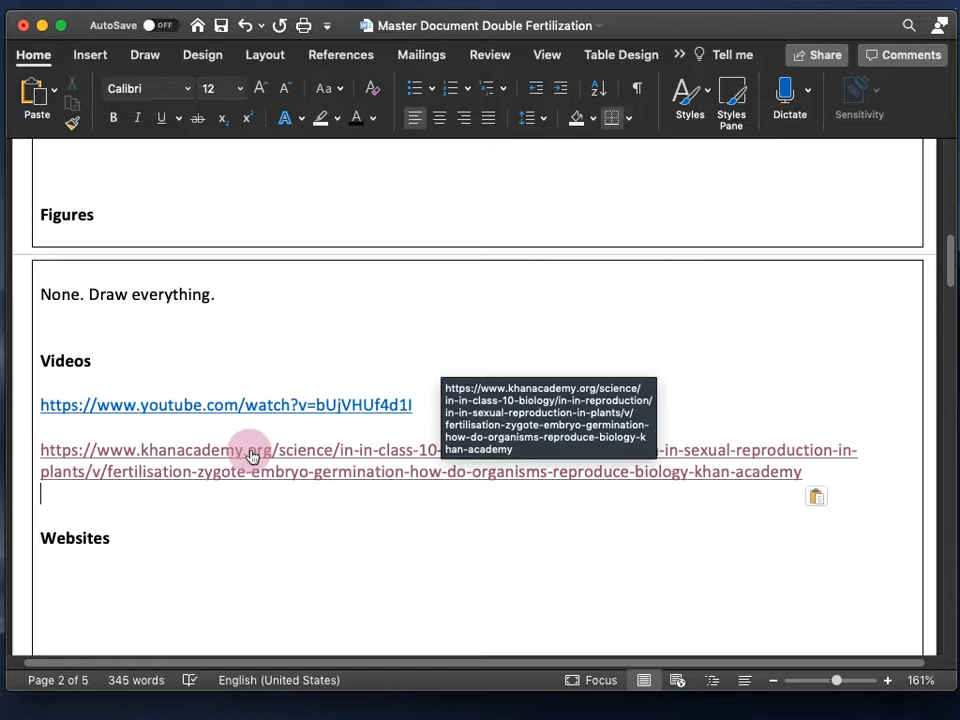 AutoSave OFF Master Document Double Fertilization
Home Insert Draw Design Layout References Mailings Review View Table Design Tell me Share Comments
Paste Calibri 12 Aa Styles Styles Pane Dictate Sensitivity
Figures
None. Draw everything.
Videos
https://www.youtube.com/watch?v=bUjVHUf4d1I
https://www.khanacademy.org/science/in-in-class-10- -in-sexual-reproduction-in-
plants/v/fertilisation-zygote-embryo-germination-how-do-organisms-reproduce-biology-khan-academy
https://www.khanacademy.org/science/
in-in-class-10-biology/in-in-reproduction/
in-in-sexual-reproduction-in-plants/v/
fertilisation-zygote-embryo-germination-
how-do-organisms-reproduce-biology-k
han-academy
Websites
Page 2 of 5 345 words English (United States) Focus 161%